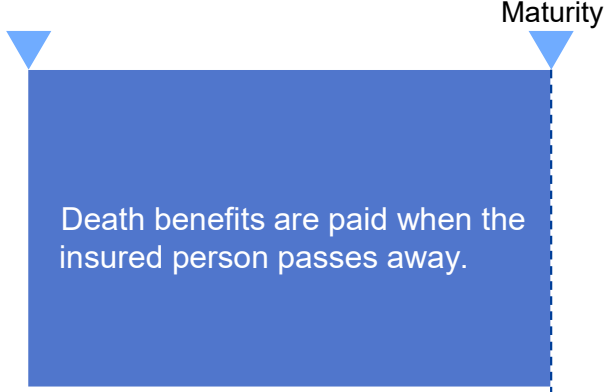 Maturity
Death benefits are paid when the
insured person passes away.